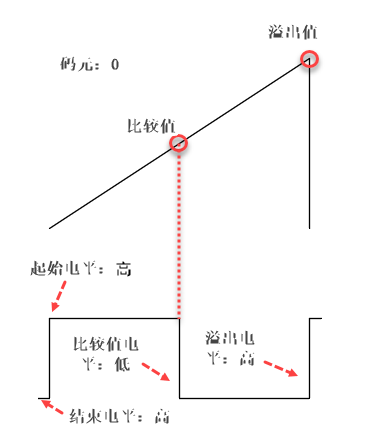 溢出值
码元：0
比较值
起始电平：高
比较值电
平：低
溢出电
平：高
结束电平：高